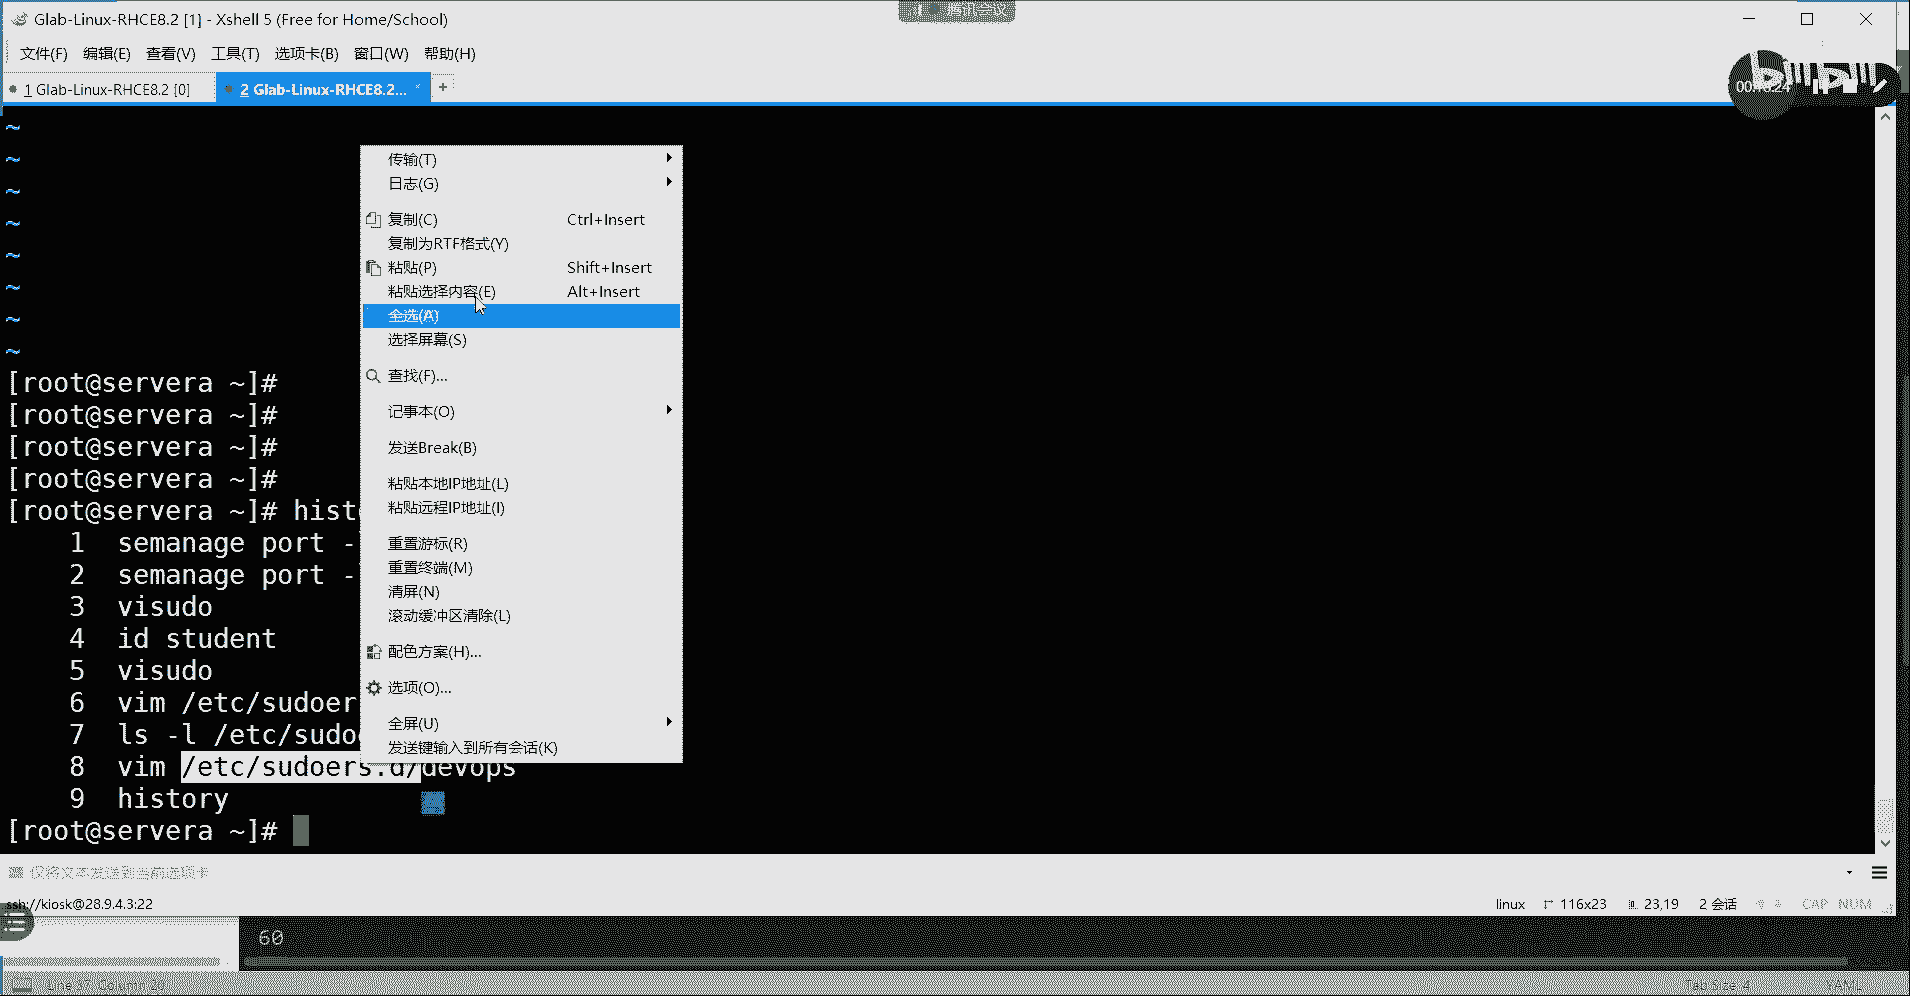 Glab-Linux-RHCE8.2 [1] - Xshell 5 (Free for Home/School)
腾讯会议
文件(F) 编辑(E) 查看(V) 工具(T) 选项卡(B) 窗口(W) 帮助(H)
1 Glab-Linux-RHCE8.2 [0]
2 Glab-Linux-RHCE8.2...
+
~
~
~
~
~
~
~
~
[root@servera ~]#
[root@servera ~]#
[root@servera ~]#
[root@servera ~]#
[root@servera ~]# hist
1 semanage port -
2 semanage port -
3 visudo
4 id student
5 visudo
6 vim /etc/sudoer
7 ls -l /etc/sudo
8 vim /etc/sudoers.d/devops
9 history
[root@servera ~]#
传输(T)
日志(G)
复制(C) Ctrl+Insert
复制为RTF格式(Y)
粘贴(P) Shift+Insert
粘贴选择内容(E) Alt+Insert
全选(A)
选择屏幕(S)
查找(F)...
记事本(O)
发送Break(B)
粘贴本地IP地址(L)
粘贴远程IP地址(I)
重置游标(R)
重置终端(M)
清屏(N)
滚动缓冲区清除(L)
配色方案(H)...
选项(O)...
全屏(U)
发送键输入到所有会话(K)
仅将文本发送到当前选项卡
ssh://kiosk@28.9.4.3:22
linux 116x23 23,19 2 会话 CAP NUM
60
Line 37, Column 20
Tab Size: 4 YAML